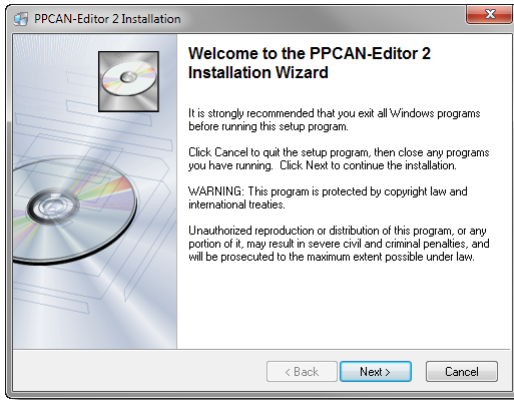 PPCAN-Editor 2 Installation
Welcome to the PPCAN-Editor 2
Installation Wizard
It is strongly recommended that you exit all Windows programs
before running this setup program.
Click Cancel to quit the setup program, then close any programs
you have running.  Click Next to continue the installation.
WARNING: This program is protected by copyright law and
international treaties.
Unauthorized reproduction or distribution of this program, or any
portion of it, may result in severe civil and criminal penalties, and
will be prosecuted to the maximum extent possible under law.
< Back Next > Cancel